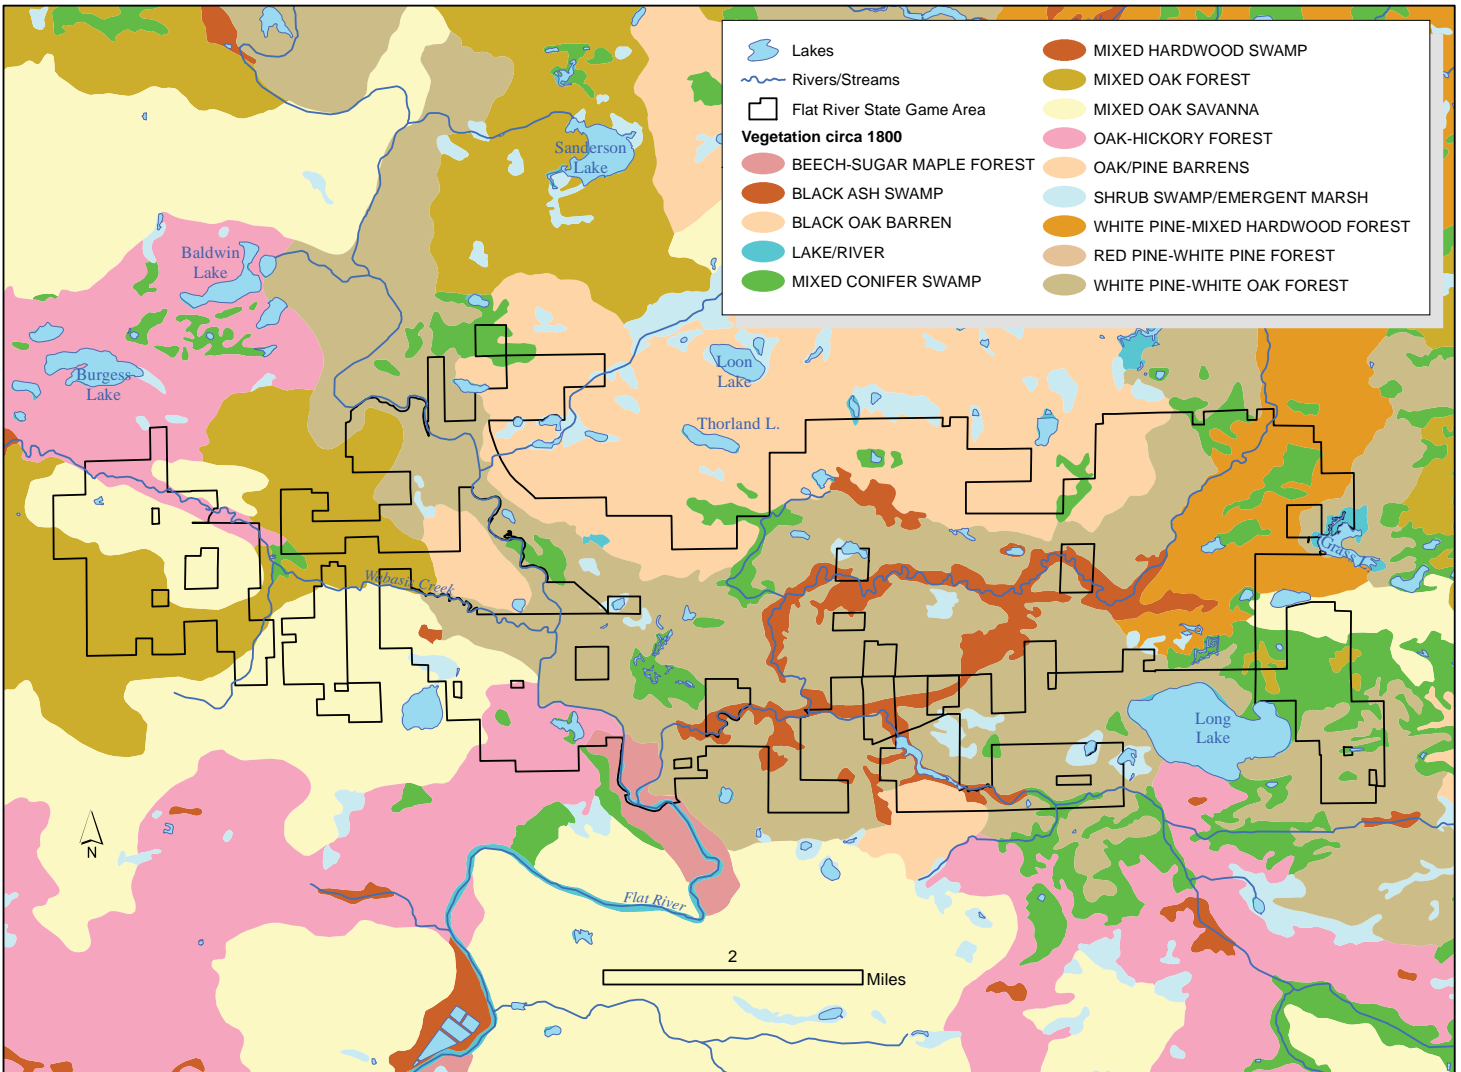 Lakes
Rivers/Streams
Flat River State Game Area
Vegetation circa 1800
BEECH-SUGAR MAPLE FOREST
BLACK ASH SWAMP
BLACK OAK BARREN
LAKE/RIVER
MIXED CONIFER SWAMP
MIXED HARDWOOD SWAMP
MIXED OAK FOREST
MIXED OAK SAVANNA
OAK-HICKORY FOREST
OAK/PINE BARRENS
SHRUB SWAMP/EMERGENT MARSH
WHITE PINE-MIXED HARDWOOD FOREST
RED PINE-WHITE PINE FOREST
WHITE PINE-WHITE OAK FOREST
Sanderson
Lake
Baldwin
Lake
Burgess
Lake
Loon
Lake
Thorland L.
Grass L.
Wabasis Creek
Long
Lake
Flat River
N
2
Miles